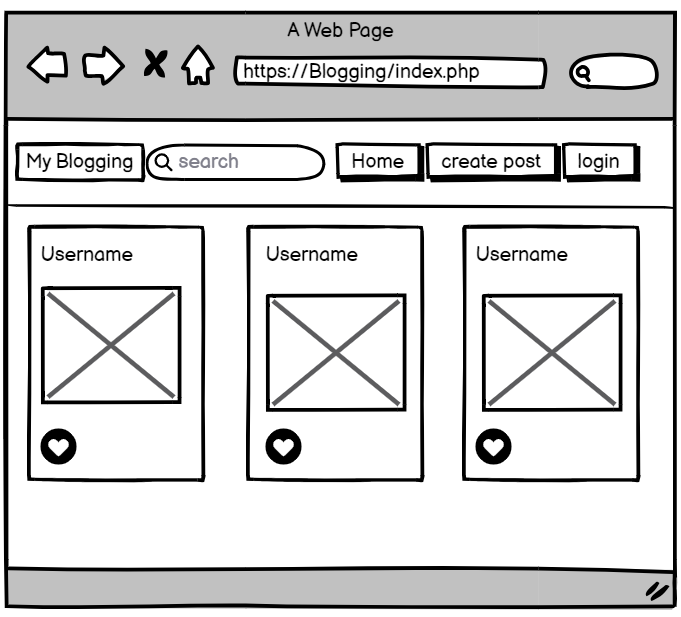 A Web Page
https://Blogging/index.php
My Blogging search Home create post login
Username Username Username